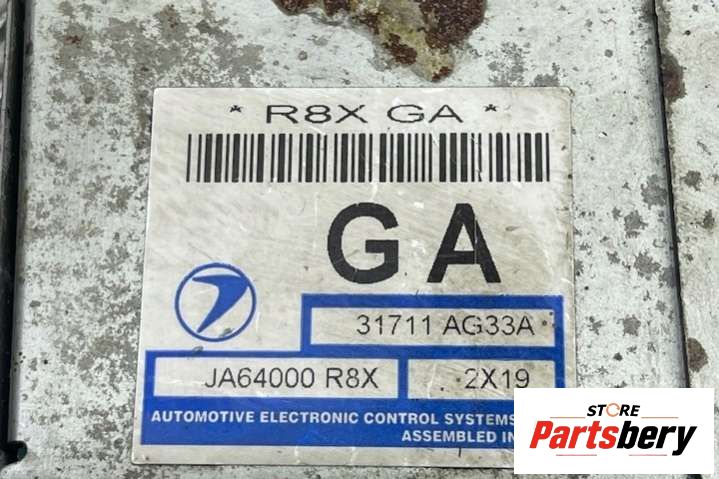 * R8X GA *
GA
31711 AG33A
JA64000 R8X
2X19
AUTOMOTIVE ELECTRONIC CONTROL SYSTEMS
ASSEMBLED IN
STORE
Partsbery